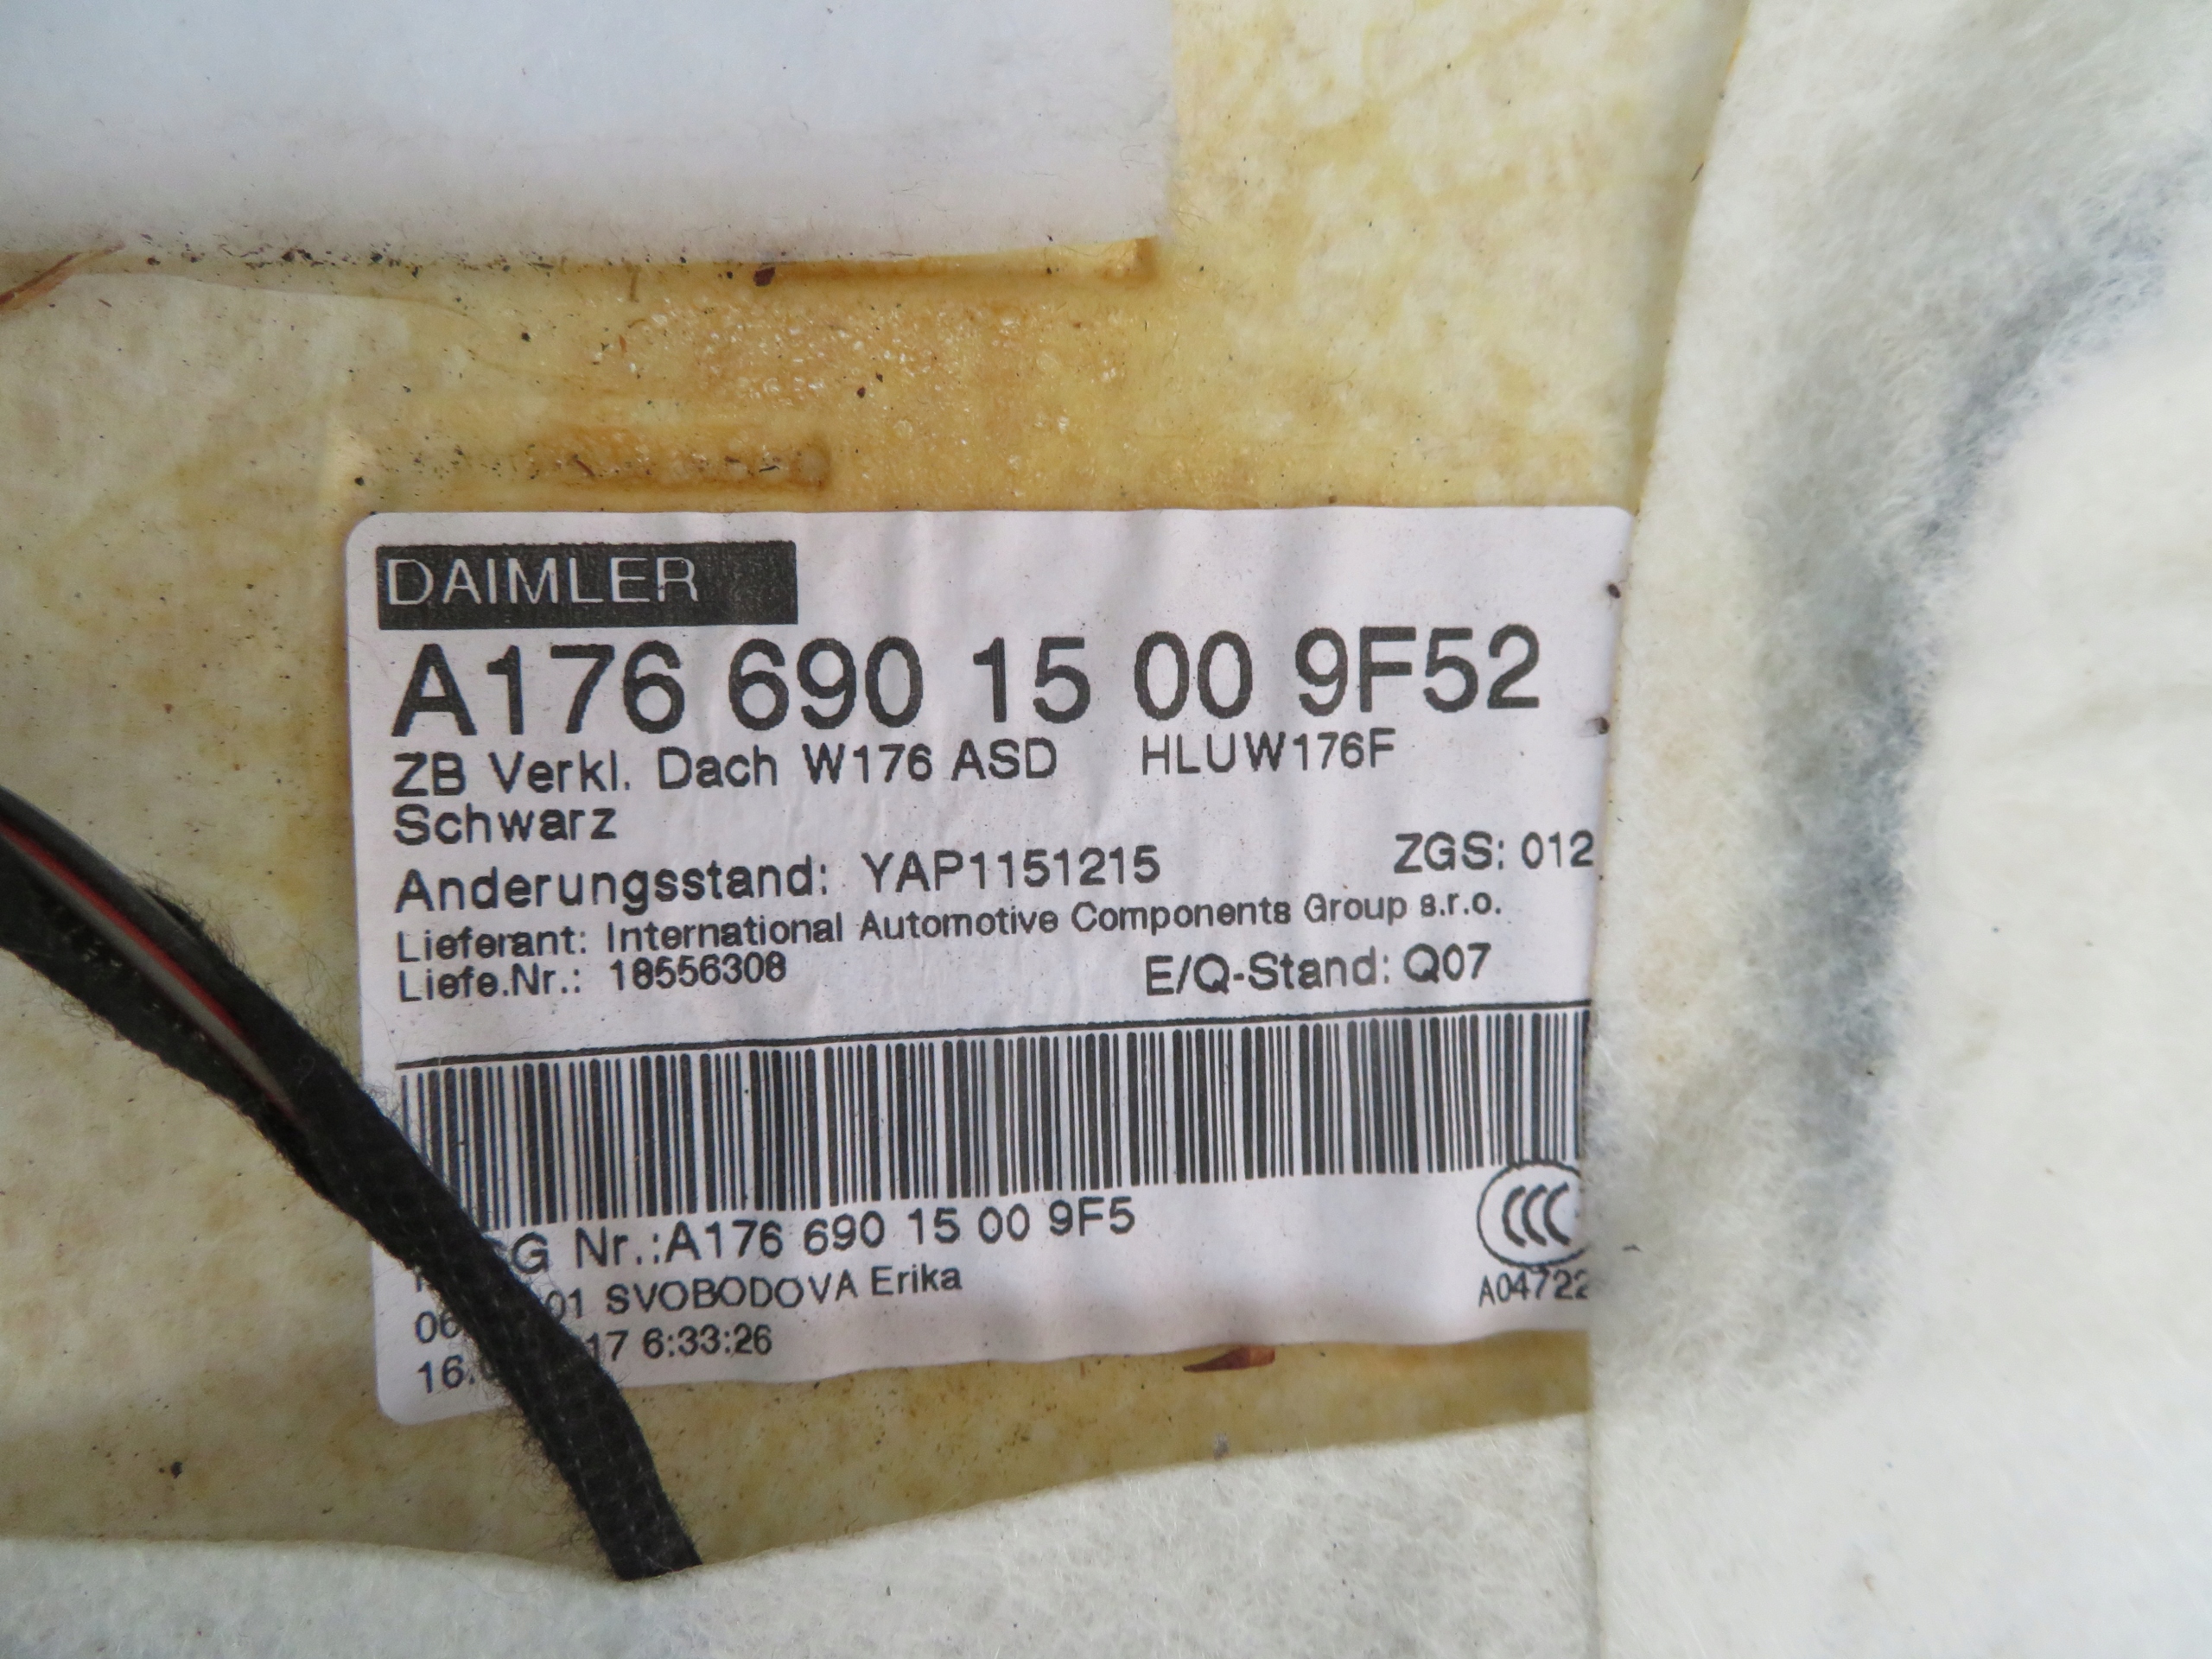 DAIMLER
A176 690 15 00 9F52
ZB Verkl. Dach W176 ASD HLUW176F
Schwarz
Anderungsstand: YAP1151215 ZGS: 012
Lieferant: International Automotive Components Group s.r.o.
Liefe.Nr.: 18556308 E/Q-Stand: Q07
G Nr.:A176 690 15 00 9F5
01 SVOBODOVA Erika
17 6:33:26
CCC
A04722